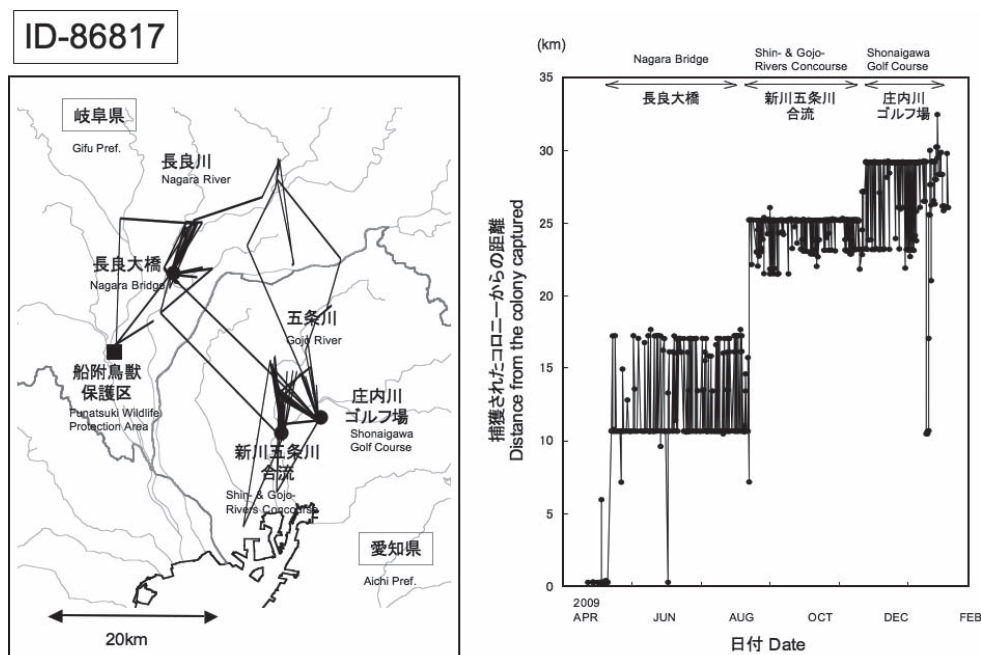 ID-86817
岐阜県
Gifu Pref.
長良川
Nagara River
長良大橋
Nagara Bridge
五条川
Gojo River
船附鳥獣
保護区
Funatsuki Wildlife
Protection Area
庄内川
ゴルフ場
Shonaigawa
Golf Course
新川五条川
合流
Shin- & Gojo-
Rivers Concourse
愛知県
Aichi Pref.
20km
(km)
Nagara Bridge
Shin- & Gojo-
Rivers Concourse
Shonaigawa
Golf Course
長良大橋
新川五条川
合流
庄内川
ゴルフ場
捕獲されたコロニーからの距離
Distance from the colony captured
35
30
25
20
15
10
5
0
2009
APR
JUN
AUG
OCT
DEC
FEB
日付 Date